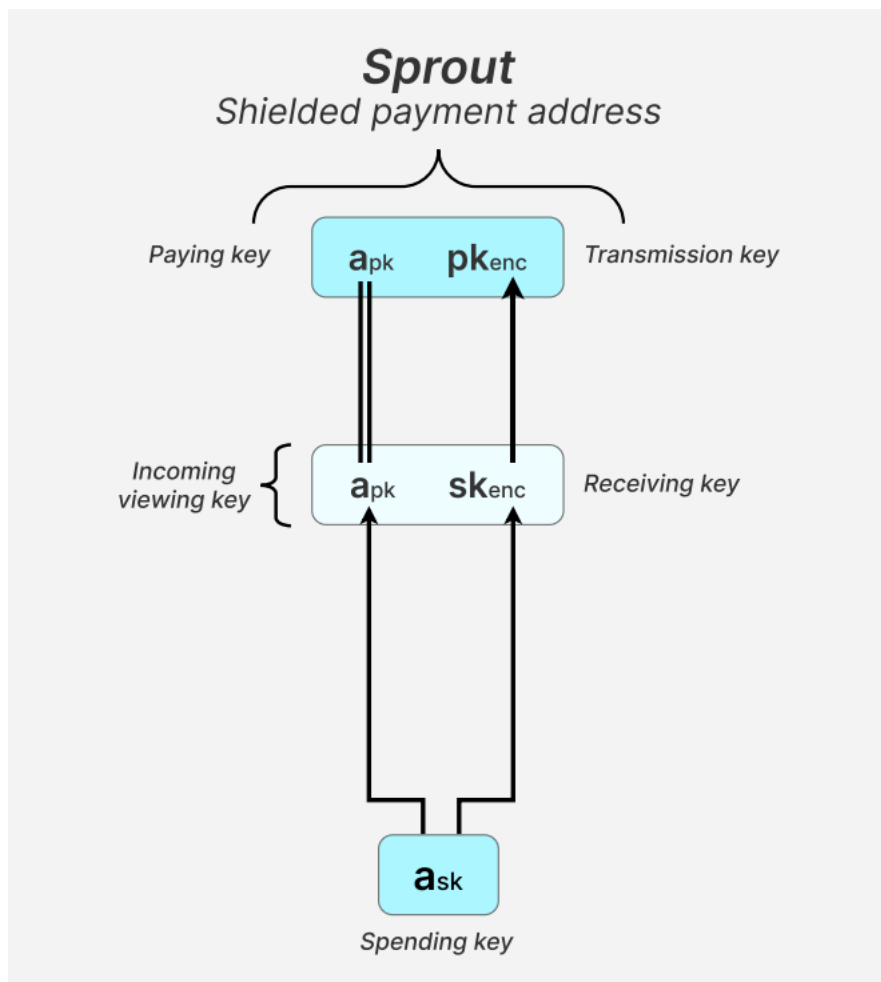 Sprout
Shielded payment address
Paying key
apk
pkenc
Transmission key
Incoming
viewing key
apk
skenc
Receiving key
ask
Spending key